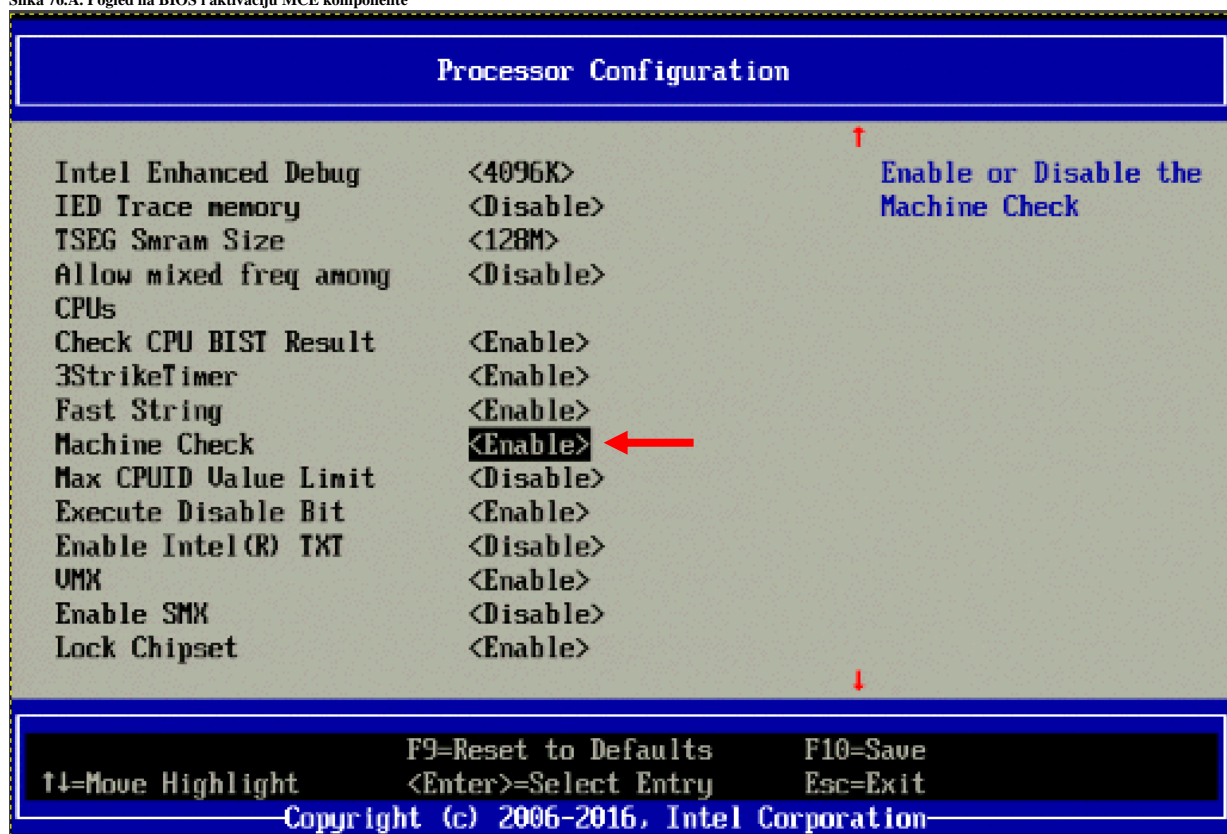 Slika 76.A. Pogled na BIOS i aktivaciju MCE komponente
Processor Configuration
Intel Enhanced Debug <4096K>
IED Trace memory <Disable>
TSEG Smram Size <128M>
Allow mixed freq among <Disable>
CPUs
Check CPU BIST Result <Enable>
3StrikeTimer <Enable>
Fast String <Enable>
Machine Check <Enable>
Max CPUID Value Limit <Disable>
Execute Disable Bit <Enable>
Enable Intel(R) TXT <Disable>
VMX <Enable>
Enable SMX <Disable>
Lock Chipset <Enable>
Enable or Disable the
Machine Check
F9=Reset to Defaults F10=Save
↑↓=Move Highlight <Enter>=Select Entry Esc=Exit
Copyright (c) 2006-2016, Intel Corporation